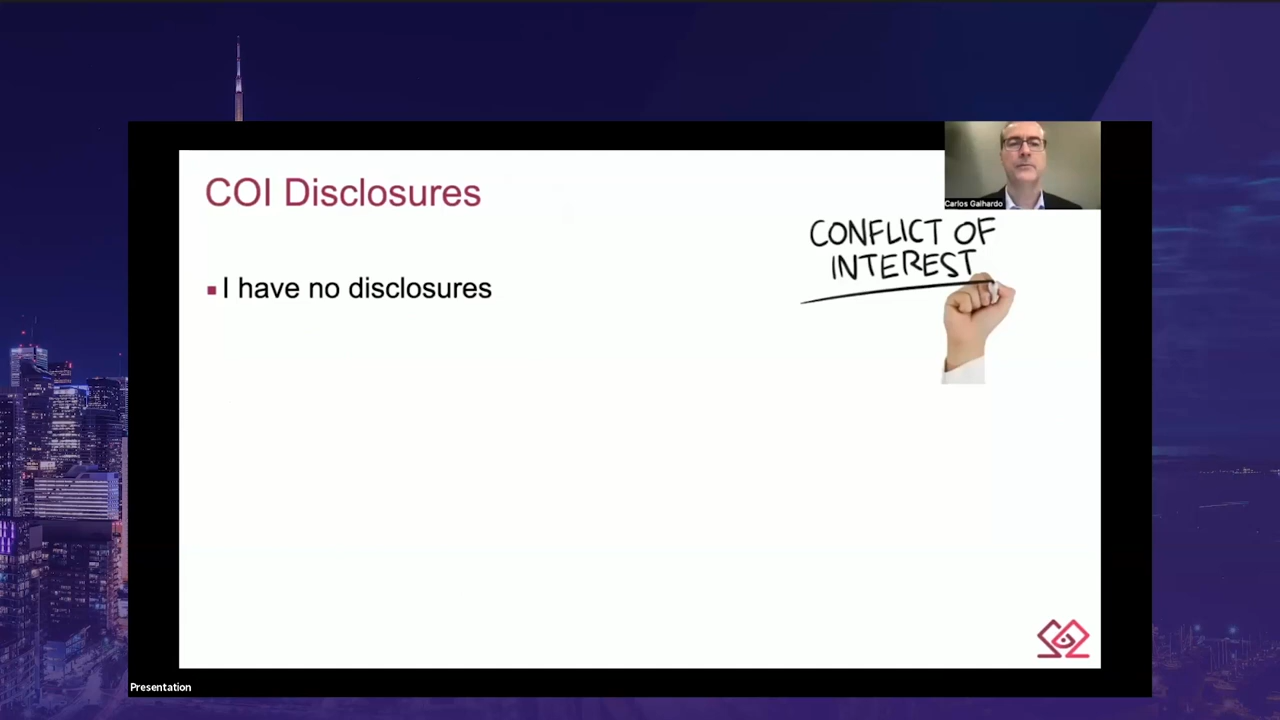 COI Disclosures
Carlos Galhardo
CONFLICT OF
INTEREST
I have no disclosures
Presentation